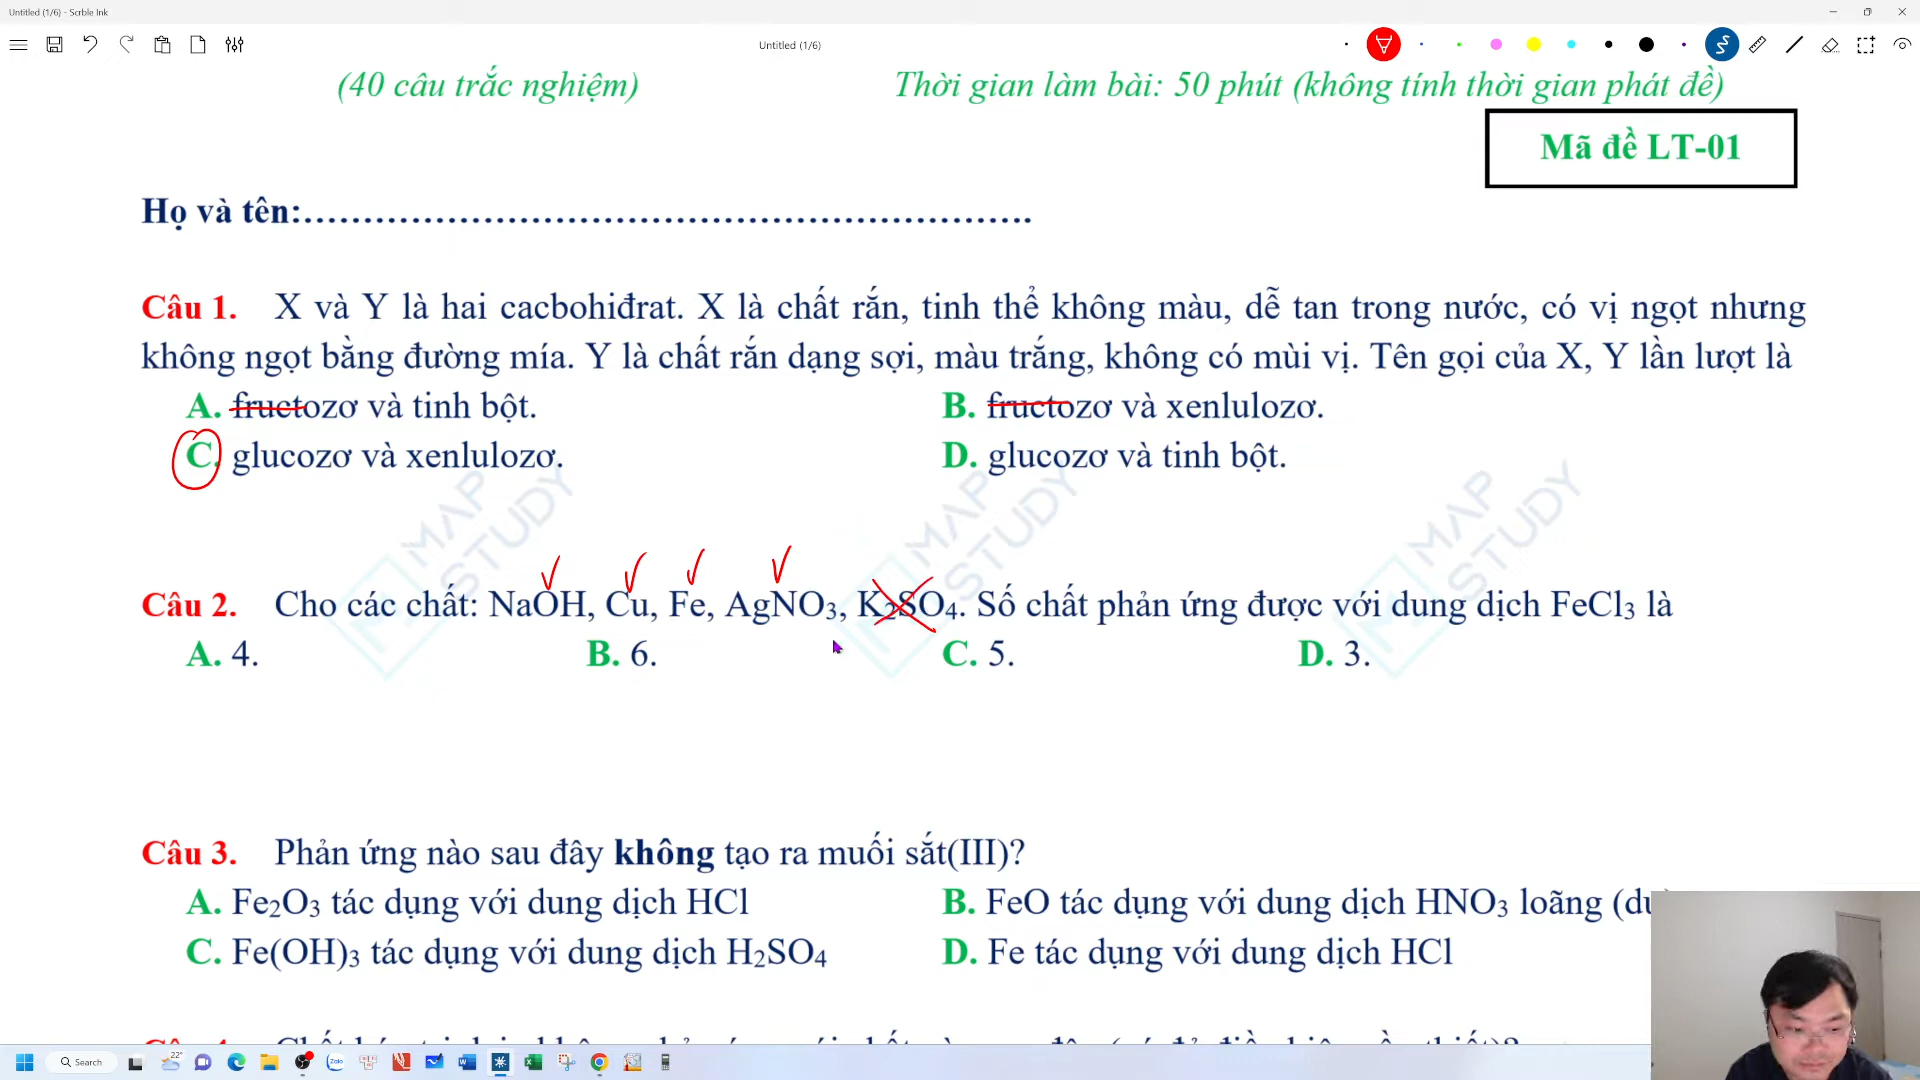 Untitled (1/6) - Scrble Ink
Untitled (1/6)
(40 câu trắc nghiệm) Thời gian làm bài: 50 phút (không tính thời gian phát đề)
Mã đề LT-01
Họ và tên:……………………………………………………….
Câu 1. X và Y là hai cacbohiđrat. X là chất rắn, tinh thể không màu, dễ tan trong nước, có vị ngọt nhưng
không ngọt bằng đường mía. Y là chất rắn dạng sợi, màu trắng, không có mùi vị. Tên gọi của X, Y lần lượt là
A. fructozơ và tinh bột. B. fructozơ và xenlulozơ.
C. glucozơ và xenlulozơ. D. glucozơ và tinh bột.
MAP STUDY MAP STUDY MAP STUDY
Câu 2. Cho các chất: NaOH, Cu, Fe, AgNO₃, K₂SO₄. Số chất phản ứng được với dung dịch FeCl₃ là
A. 4. B. 6. C. 5. D. 3.
Câu 3. Phản ứng nào sau đây không tạo ra muối sắt(III)?
A. Fe₂O₃ tác dụng với dung dịch HCl B. FeO tác dụng với dung dịch HNO₃ loãng
C. Fe(OH)₃ tác dụng với dung dịch H₂SO₄ D. Fe tác dụng với dung dịch HCl
22°
Search
Zalo